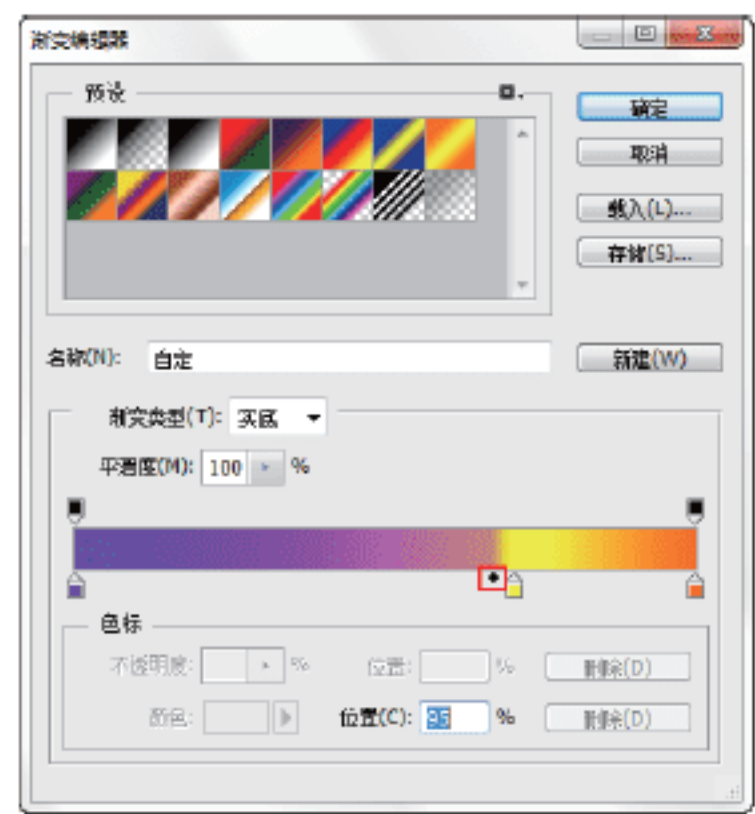 渐变编辑器
预设
确定
取消
载入(L)...
存储(S)...
名称(N): 自定
新建(W)
渐变类型(T): 实底
平滑度(M): 100 %
色标
不透明度: % 位置: % 删除(D)
颜色: 位置(C): 95 % 删除(D)